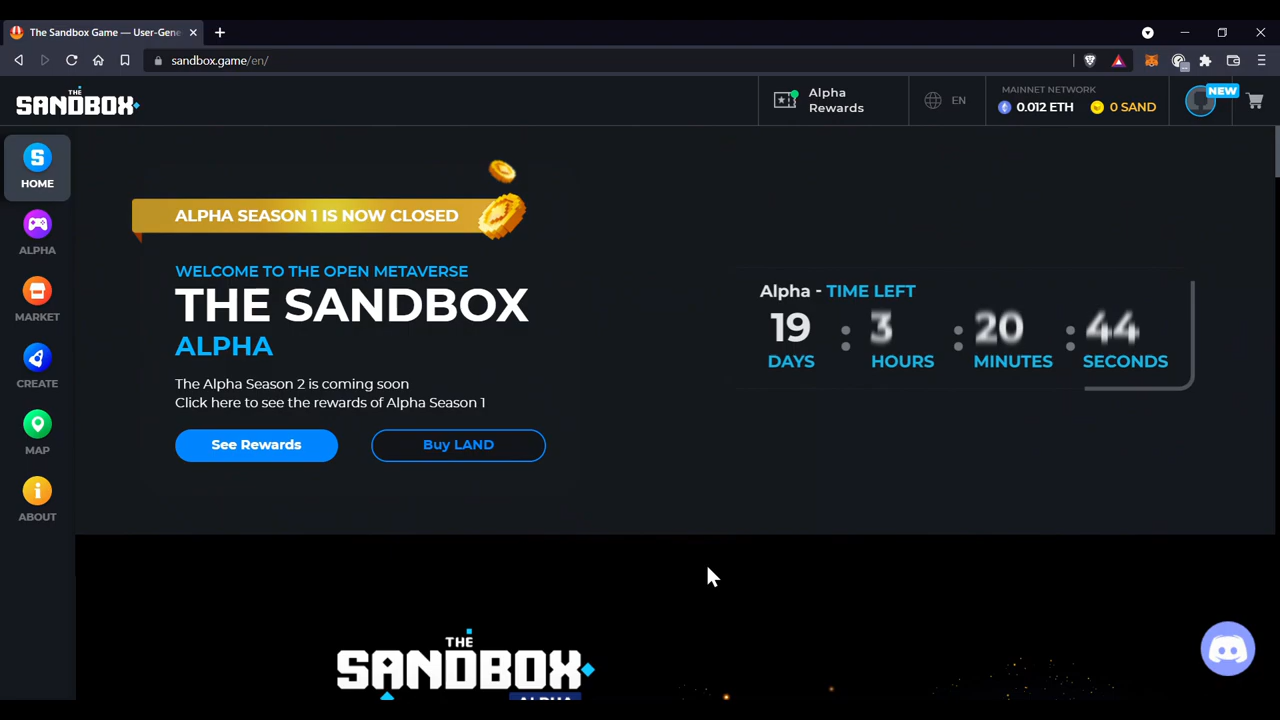 The Sandbox Game — User-Gene
sandbox.game/en/
THE
SANDBOX
Alpha
Rewards
EN
MAINNET NETWORK
0.012 ETH
0 SAND
NEW
S
HOME
ALPHA
MARKET
CREATE
MAP
i
ABOUT
ALPHA SEASON 1 IS NOW CLOSED
WELCOME TO THE OPEN METAVERSE
THE SANDBOX
ALPHA
The Alpha Season 2 is coming soon
Click here to see the rewards of Alpha Season 1
See Rewards
Buy LAND
Alpha - TIME LEFT
19 : 3 : 20 : 44
DAYS HOURS MINUTES SECONDS
THE
SANDBOX
ALPHA